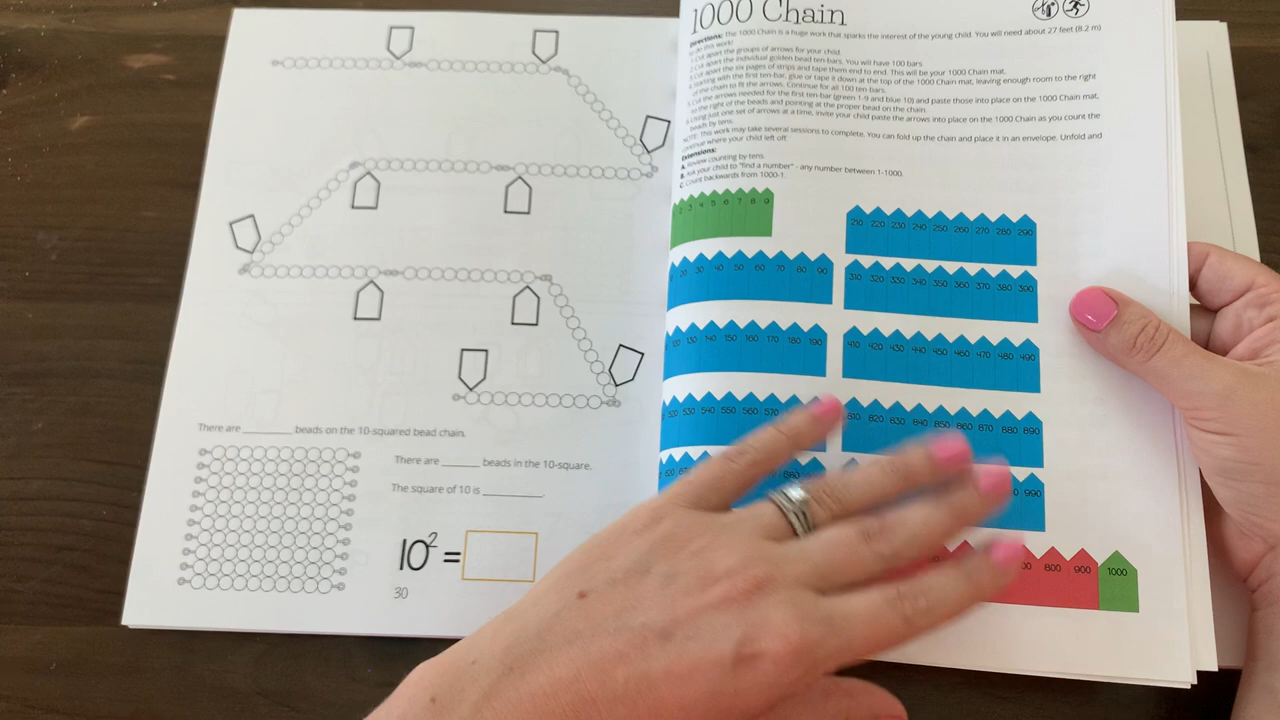 There are ______ beads on the 10-squared bead chain.
There are ______ beads in the 10-square.
The square of 10 is ______.
10² =
30
1000 Chain
Directions: The 1000 Chain is a huge work that sparks the interest of the young child. You will need about 27 feet (8.2 m)
to do this work!
1. Cut apart the groups of arrows for your child.
2. Cut apart the individual golden bead ten-bars. You will have 100 bars
3. Cut apart the six pages of strips and tape them end to end. This will be your 1000 Chain mat.
4. Starting with the first ten-bar, glue or tape it down at the top of the 1000 Chain mat, leaving enough room to the right
of the chain to fit the arrows. Continue for all 100 ten-bars.
5. Cut the arrows needed for the first ten-bar (green 1-9 and blue 10) and paste those into place on the 1000 Chain mat,
to the right of the beads and pointing at the proper bead on the chain.
6. Using just one set of arrows at a time, invite your child paste the arrows into place on the 1000 Chain as you count the
beads by tens.
NOTE: This work may take several sessions to complete. You can fold up the chain and place it in an envelope. Unfold and
continue where your child left off!
Extensions:
A. Review counting by tens.
B. Ask your child to "find a number" - any number between 1-1000.
C. Count backwards from 1000-1.
2 3 4 5 6 7 8 9
210 220 230 240 250 260 270 280 290
20 30 40 50 60 70 80 90
310 320 330 340 350 360 370 380 390
120 130 140 150 160 170 180 190
410 420 430 440 450 460 470 480 490
520 530 540 550 560 570
810 820 830 840 850 860 870 880 890
620 680
990
800 900 1000